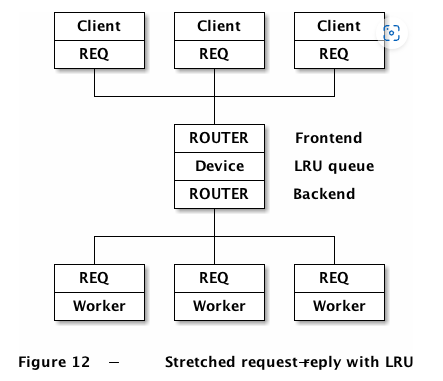 Client Client Client
REQ REQ REQ
ROUTER Frontend
Device LRU queue
ROUTER Backend
REQ REQ REQ
Worker Worker Worker
Figure 12 — Stretched request-reply with LRU